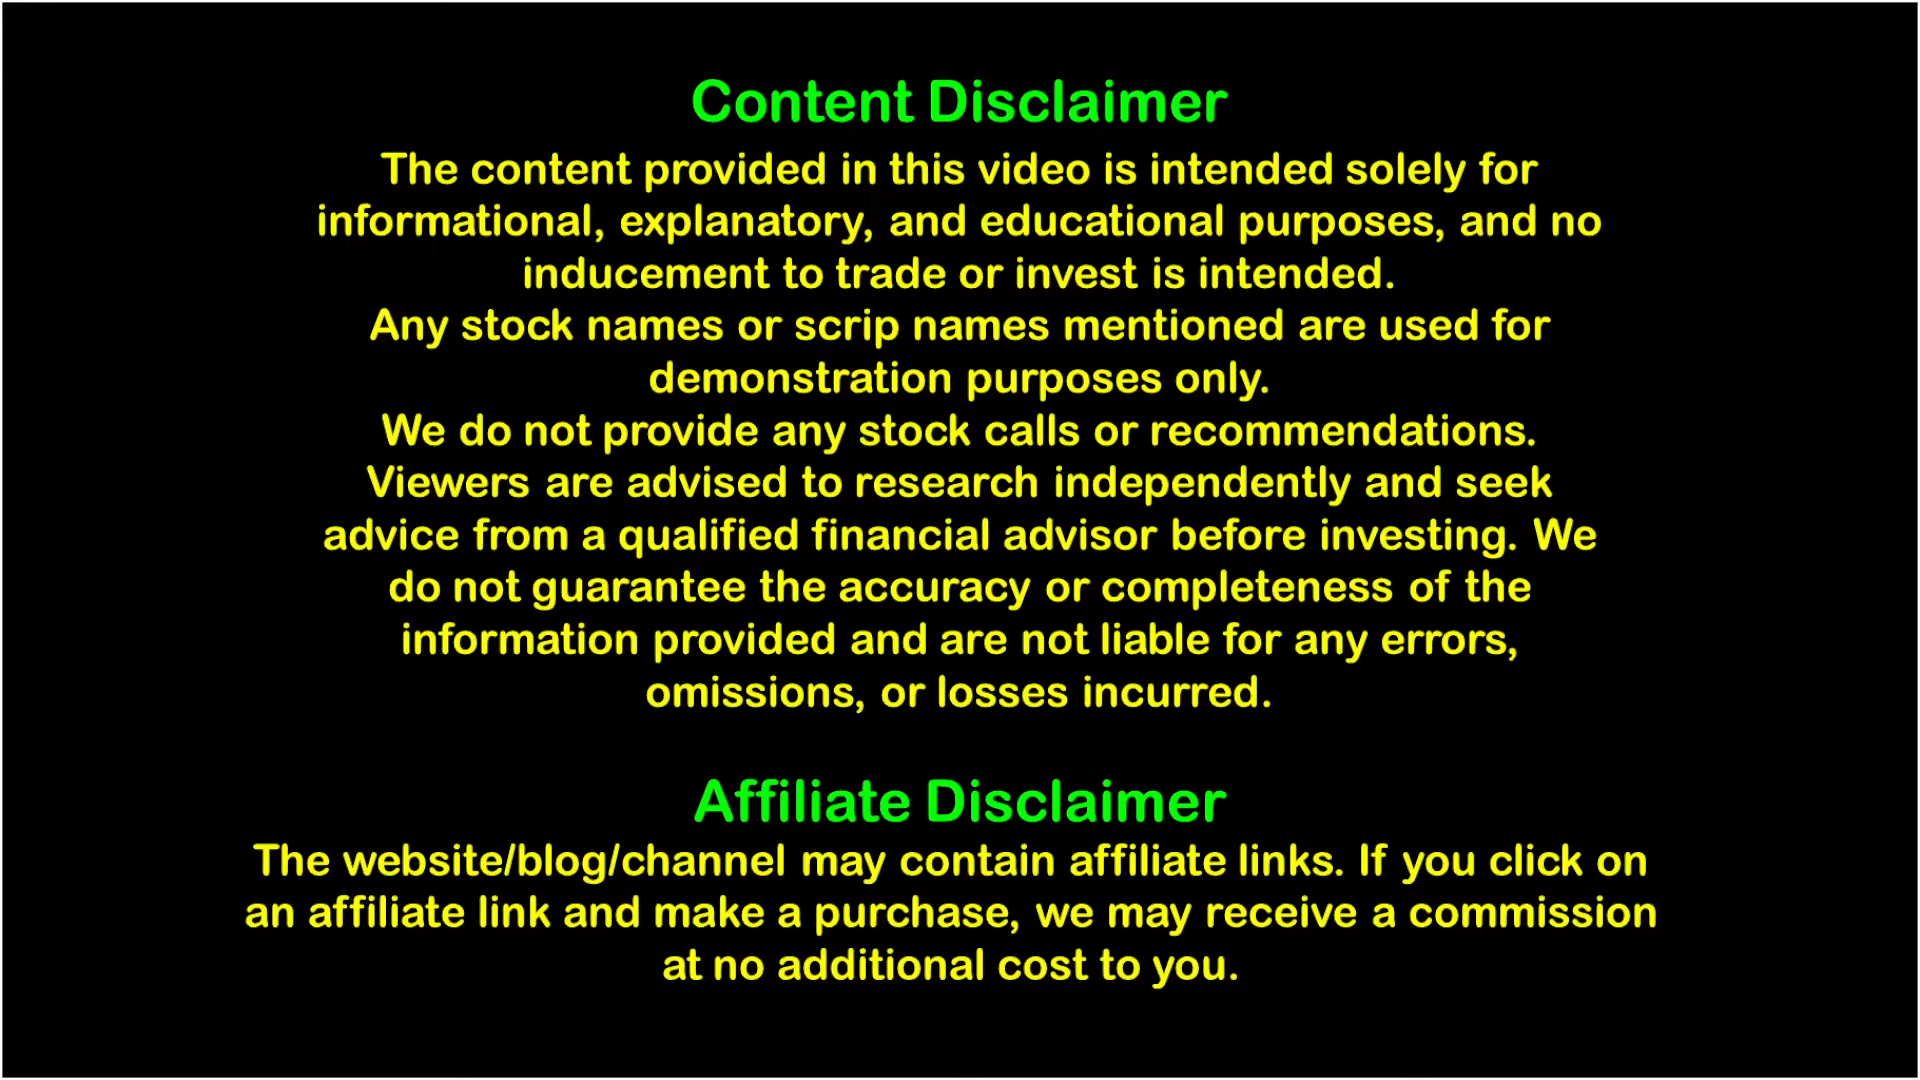 Content Disclaimer
The content provided in this video is intended solely for
informational, explanatory, and educational purposes, and no
inducement to trade or invest is intended.
Any stock names or scrip names mentioned are used for
demonstration purposes only.
We do not provide any stock calls or recommendations.
Viewers are advised to research independently and seek
advice from a qualified financial advisor before investing. We
do not guarantee the accuracy or completeness of the
information provided and are not liable for any errors,
omissions, or losses incurred.
Affiliate Disclaimer
The website/blog/channel may contain affiliate links. If you click on
an affiliate link and make a purchase, we may receive a commission
at no additional cost to you.